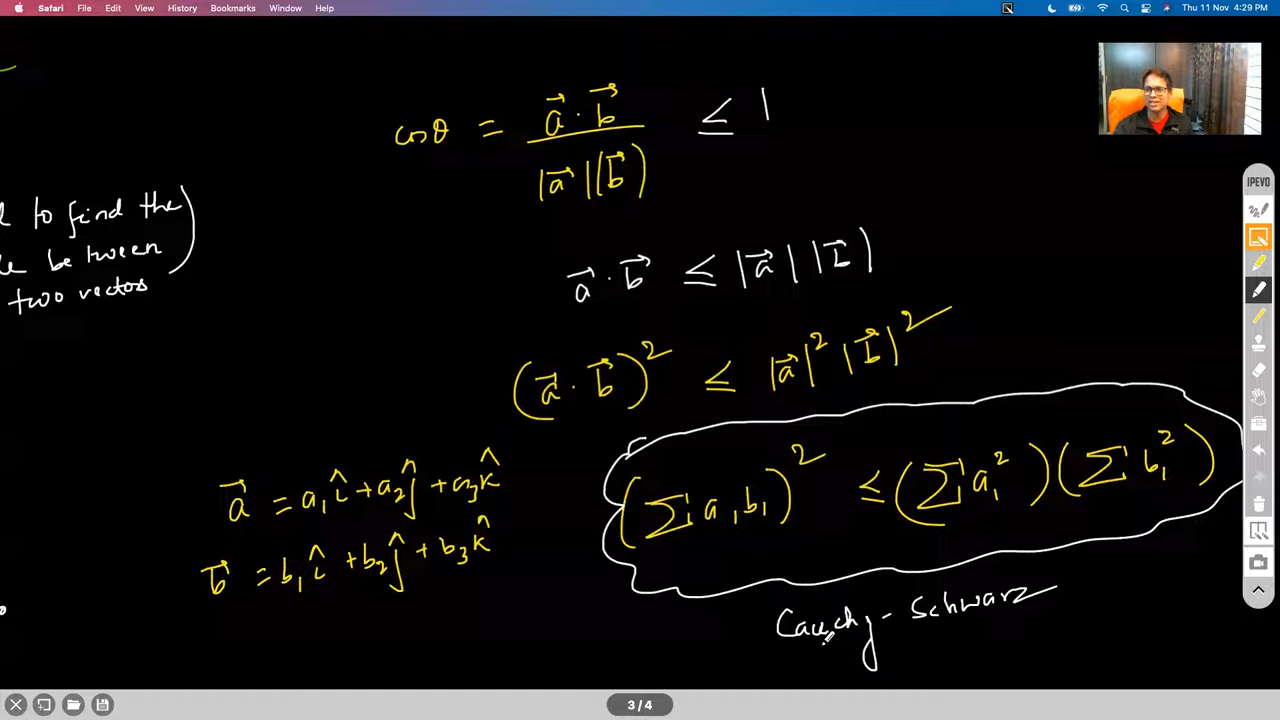 Safari File Edit View History Bookmarks Window Help Thu 11 Nov 4:29 PM
cosθ = (a⃗ · b⃗) / (|a⃗| |b⃗|) ≤ 1
IPEVO
to find the
between
two vectors
a⃗ · b⃗ ≤ |a⃗| |b⃗|
(a⃗ · b⃗)² ≤ |a⃗|² |b⃗|²
a⃗ = a₁î + a₂ĵ + a₃k̂
(∑ a₁b₁)² ≤ (∑ a₁²)(∑ b₁²)
b⃗ = b₁î + b₂ĵ + b₃k̂
Cauchy - Schwarz
3/4